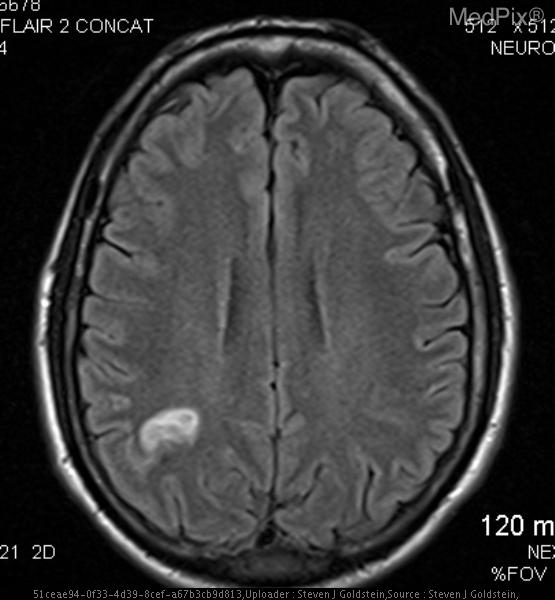 6678
FLAIR 2 CONCAT
4
MedPix®
512 x 512
NEURO
120 m
21 2D
NEX
%FOV
51ceae94-0f33-4d39-8cef-a67b3cb9d813,Uploader : Steven J Goldstein,Source : Steven J Goldstein,